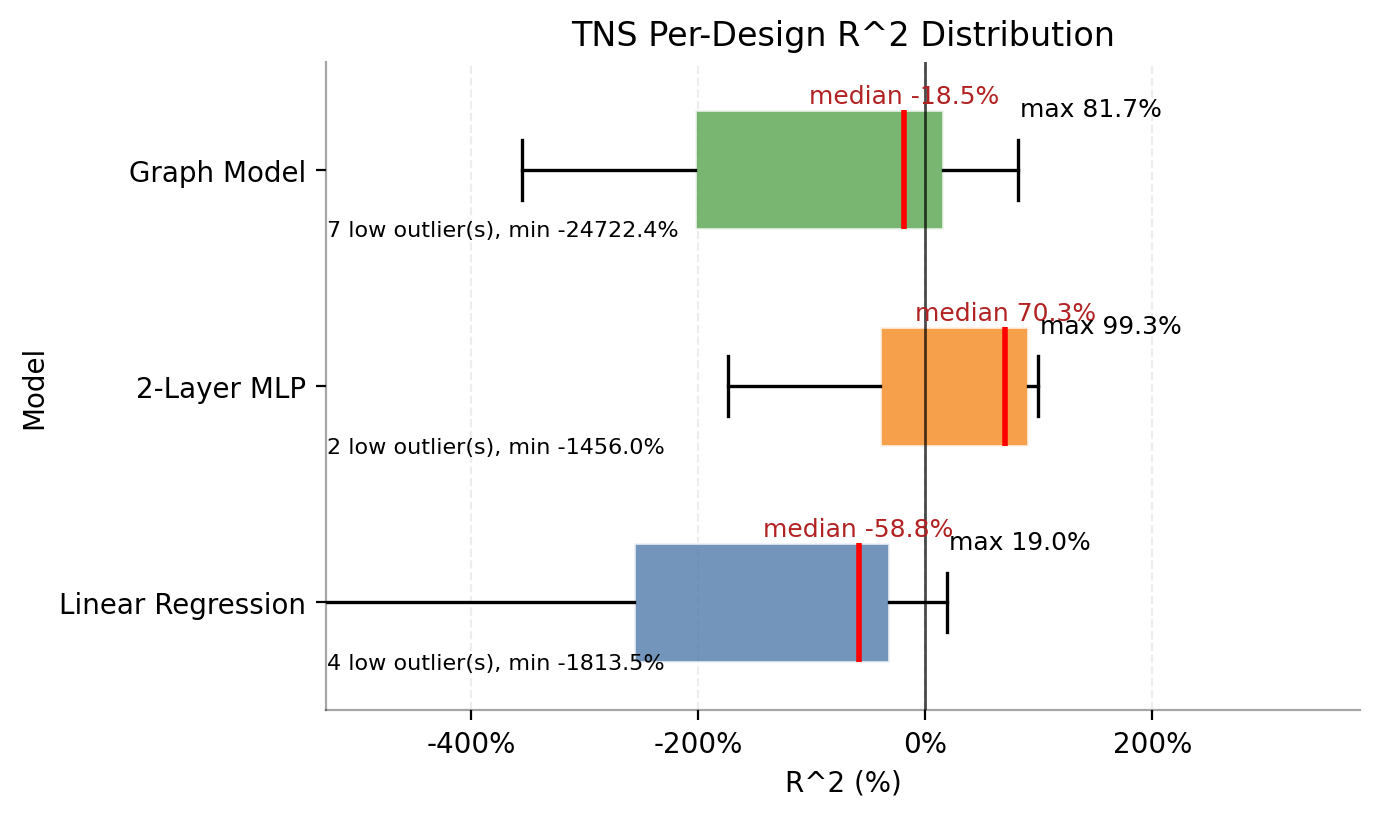 TNS Per-Design R^2 Distribution
median -18.5%
max 81.7%
Graph Model
7 low outlier(s), min -24722.4%
median 70.3%
max 99.3%
Model
2-Layer MLP
2 low outlier(s), min -1456.0%
median -58.8%
max 19.0%
Linear Regression
4 low outlier(s), min -1813.5%
-400% -200% 0% 200%
R^2 (%)